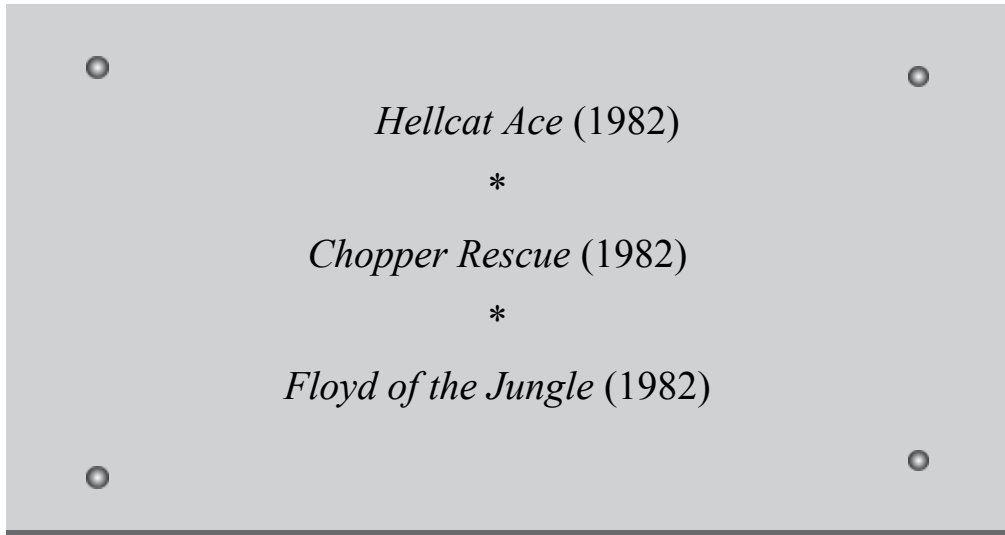 Hellcat Ace (1982)
*
Chopper Rescue (1982)
*
Floyd of the Jungle (1982)